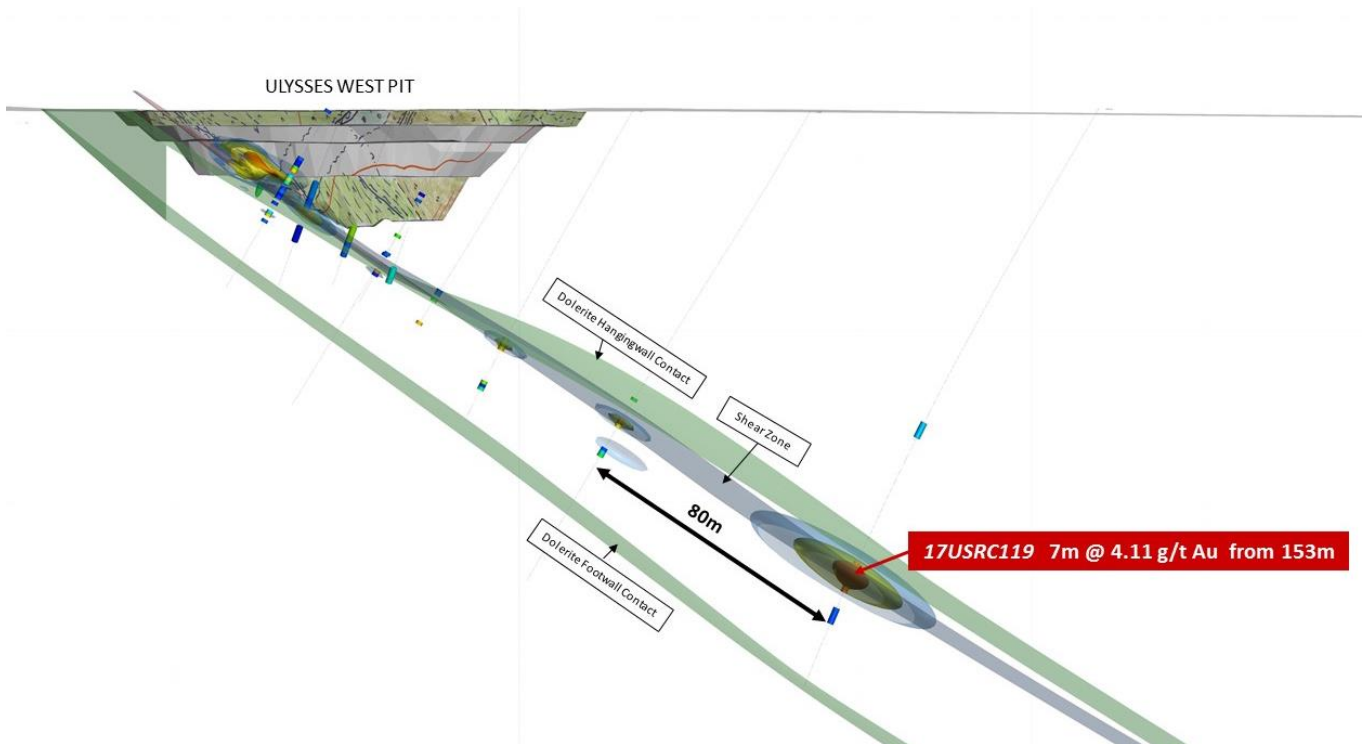 ULYSSES WEST PIT
Dolerite Hangingwall Contact
Shear Zone
80m
17USRC119 7m @ 4.11 g/t Au from 153m
Dolerite Footwall Contact